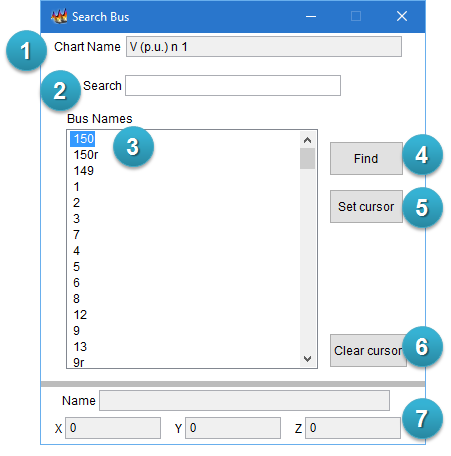 Search Bus
1 Chart Name V (p.u.) n 1
2 Search
Bus Names
3
150
150r
149
1
2
3
7
4
5
6
8
12
9
13
9r
Find 4
Set cursor 5
Clear cursor 6
Name
7
X 0 Y 0 Z 0